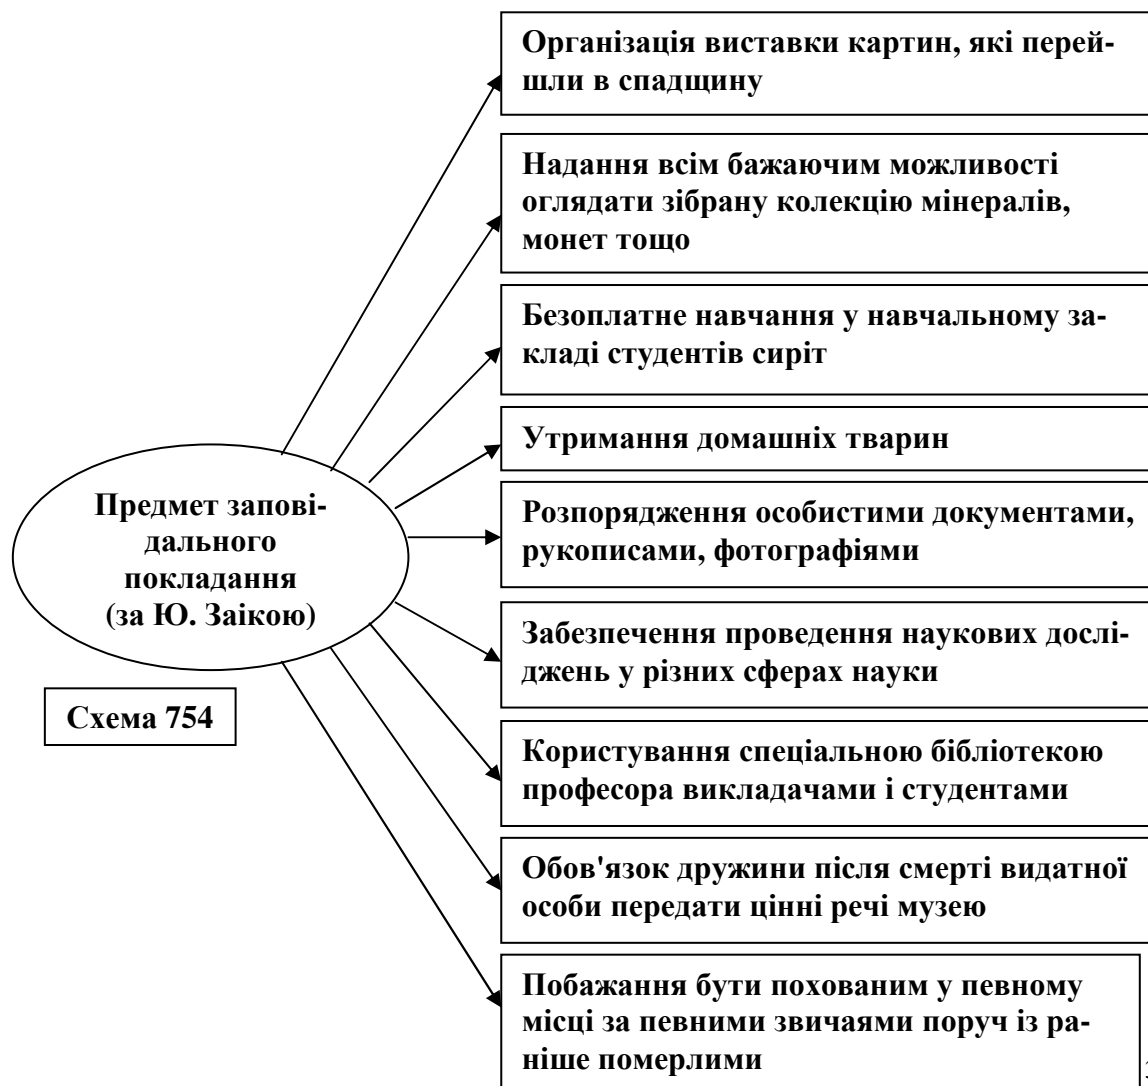 Організація виставки картин, які перей-
шли в спадщину
Надання всім бажаючим можливості
оглядати зібрану колекцію мінералів,
монет тощо
Безоплатне навчання у навчальному за-
кладі студентів сиріт
Утримання домашніх тварин
Предмет запові-
дального
покладання
(за Ю. Заікою)
Розпорядження особистими документами,
рукописами, фотографіями
Забезпечення проведення наукових дослі-
джень у різних сферах науки
Схема 754
Користування спеціальною бібліотекою
професора викладачами і студентами
Обов'язок дружини після смерті видатної
особи передати цінні речі музею
Побажання бути похованим у певному
місці за певними звичаями поруч із ра-
ніше померлими